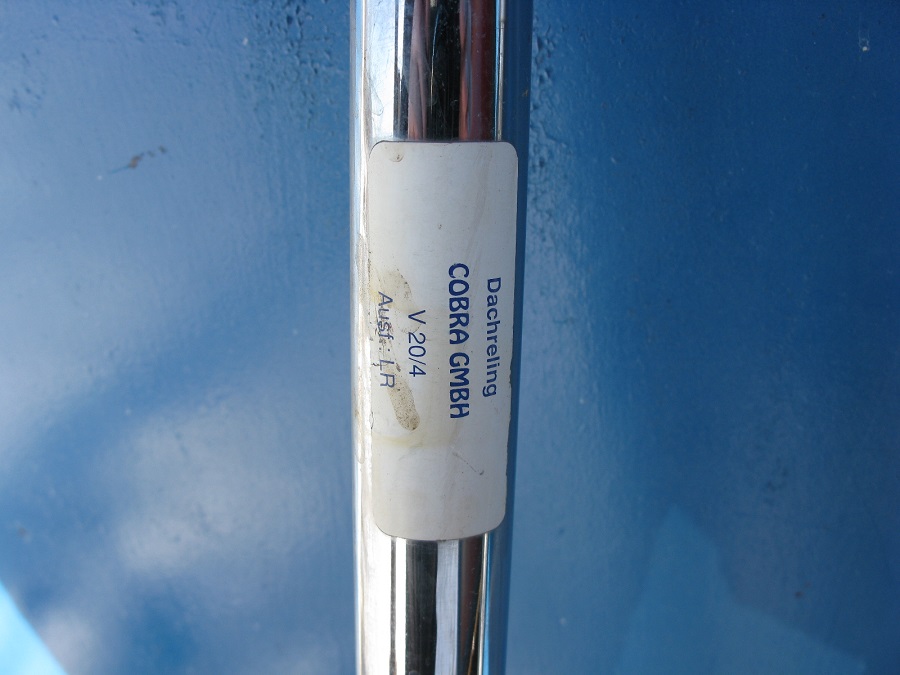 Dachreling
COBRA GMBH
V 20/4
Ausf.: LR